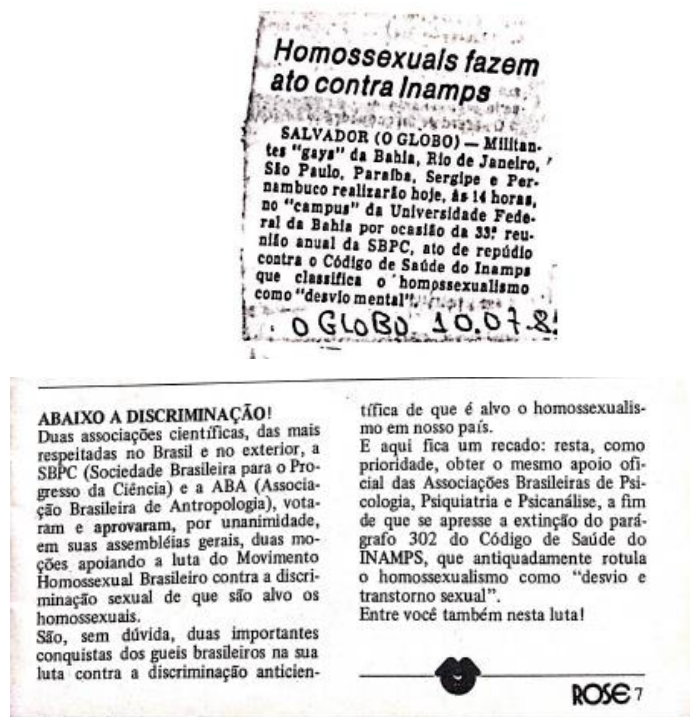 Homossexuais fazem
ato contra Inamps
SALVADOR (O GLOBO) — Militan-
tes "gays" da Bahia, Rio de Janeiro,
São Paulo, Paraíba, Sergipe e Per-
nambuco realizarão hoje, às 14 horas,
no "campus" da Universidade Fede-
ral da Bahia por ocasião da 33ª reu-
nião anual da SBPC, ato de repúdio
contra o Código de Saúde do Inamps
que classifica o homossexualismo
como "desvio mental".
O GLOBO 10.07.8
ABAIXO A DISCRIMINAÇÃO!
Duas associações científicas, das mais
respeitadas no Brasil e no exterior, a
SBPC (Sociedade Brasileira para o Pro-
gresso da Ciência) e a ABA (Associa-
ção Brasileira de Antropologia), vota-
ram e aprovaram, por unanimidade,
em suas assembléias gerais, duas mo-
ções apoiando a luta do Movimento
Homossexual Brasileiro contra a discri-
minação sexual de que são alvo os
homossexuais.
São, sem dúvida, duas importantes
conquistas dos gueis brasileiros na sua
luta contra a discriminação anticien-
tífica de que é alvo o homossexualis-
mo em nosso país.
E aqui fica um recado: resta, como
prioridade, obter o mesmo apoio ofi-
cial das Associações Brasileiras de Psi-
cologia, Psiquiatria e Psicanálise, a fim
de que se apresse a extinção do pará-
grafo 302 do Código de Saúde do
INAMPS, que antiquadamente rotula
o homossexualismo como "desvio e
transtorno sexual".
Entre você também nesta luta!
ROSE 7